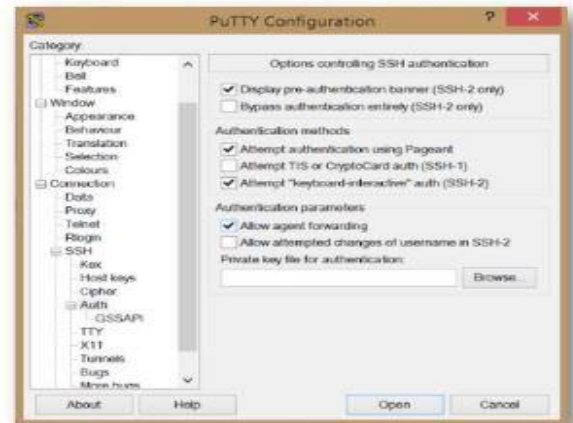 PuTTY Configuration
?
Category:
Keyboard
Bell
Features
Window
Appearance
Behaviour
Translation
Selection
Colours
Connection
Data
Proxy
Telnet
Rlogin
SSH
Kex
Host keys
Cipher
Auth
GSSAPI
TTY
X11
Tunnels
Bugs
More bugs
Options controlling SSH authentication
Display pre-authentication banner (SSH-2 only)
Bypass authentication entirely (SSH-2 only)
Authentication methods
Attempt authentication using Pageant
Attempt TIS or CryptoCard auth (SSH-1)
Attempt "keyboard-interactive" auth (SSH-2)
Authentication parameters
Allow agent forwarding
Allow attempted changes of username in SSH-2
Private key file for authentication:
Browse...
About
Help
Open
Cancel